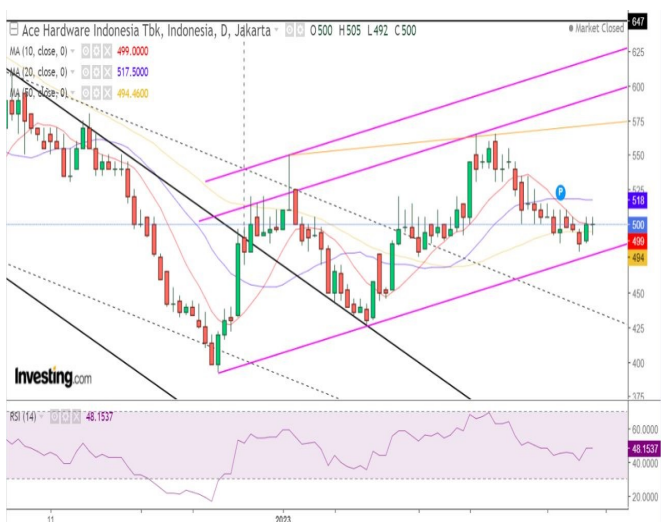 Ace Hardware Indonesia Tbk, Indonesia, D, Jakarta O500 H505 L492 C500
Market Closed
MA (10, close, 0) 499.0000
MA (20, close, 0) 517.5000
MA (50, close, 0) 494.4600
647
625
600
575
550
525
518
500
499
494
450
425
400
375
P
Investing.com
RSI (14) 48.1537
60.0000
48.1537
40.0000
20.0000
11
2023